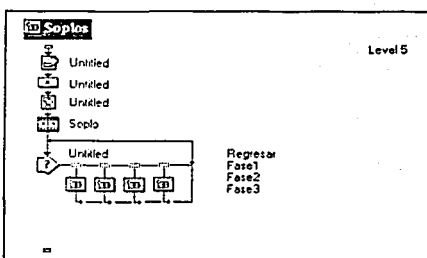 Soplos
Level 5
Untitled
Untitled
Untitled
Soplo
Untitled
?
Regresar
Fase1
Fase2
Fase3